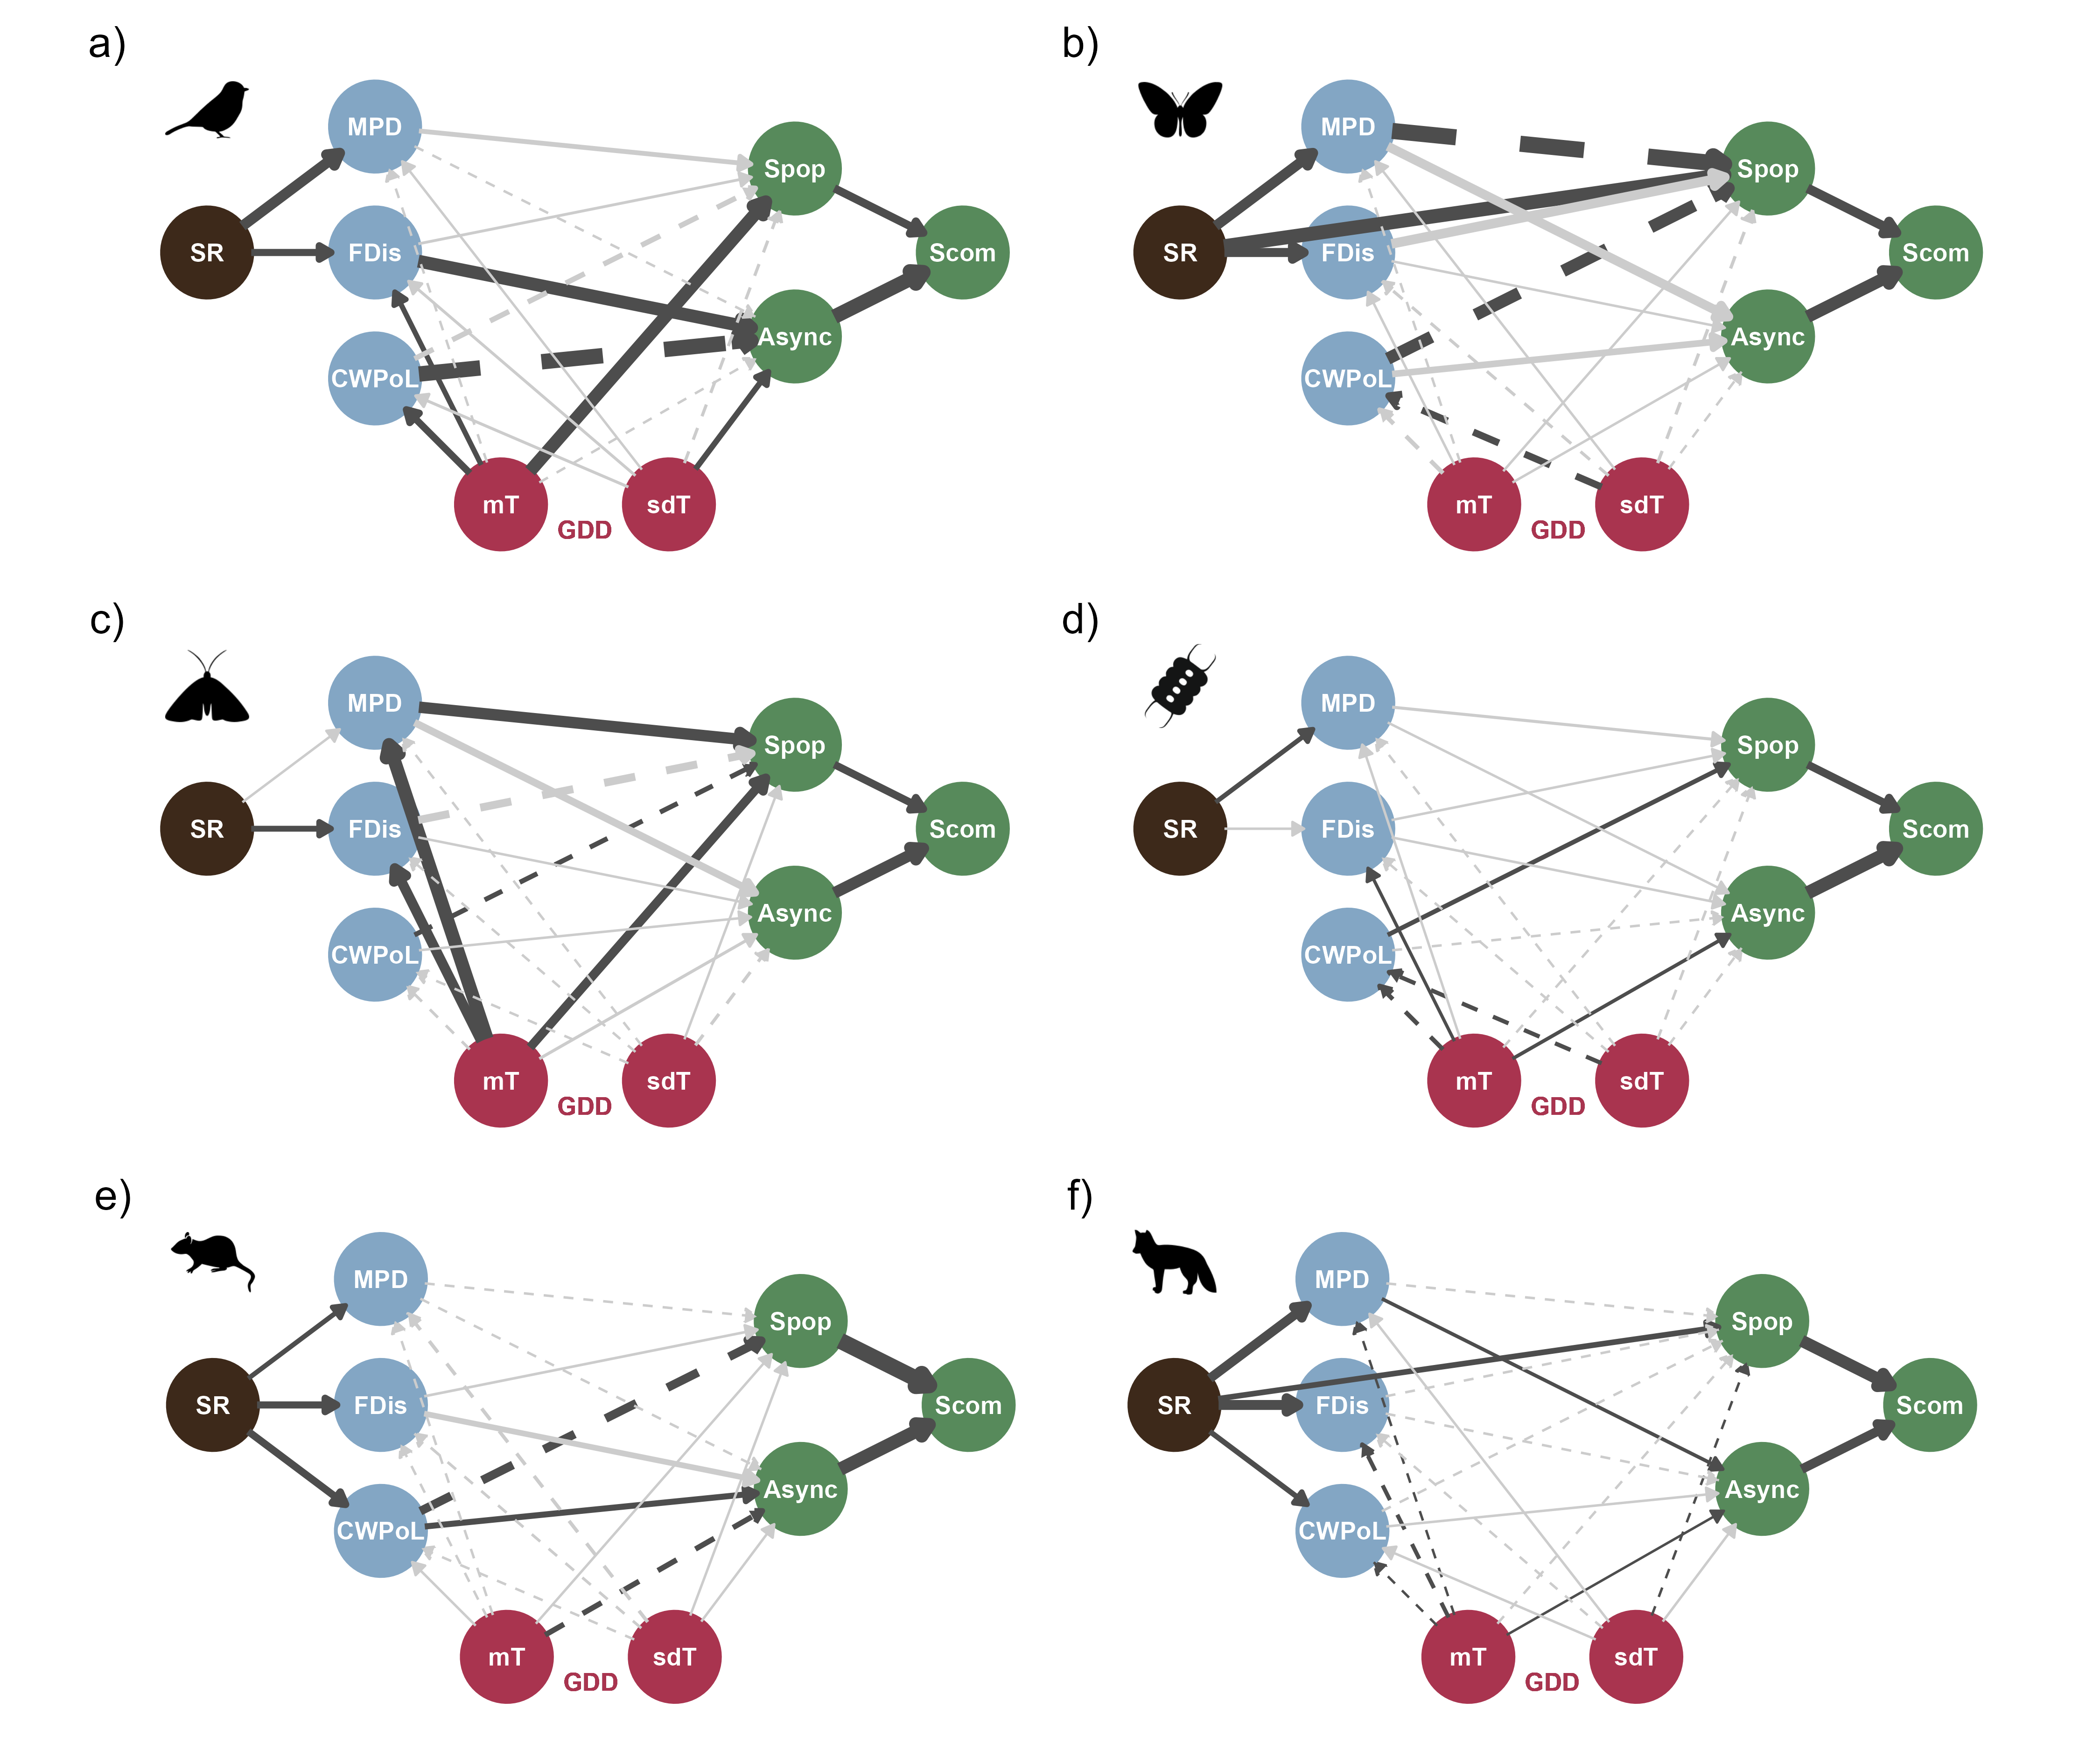 a)
MPD
Spop
SR
FDis
Scom
Async
CWPoL
mT
sdT
GDD
b)
MPD
Spop
SR
FDis
Scom
Async
CWPoL
mT
sdT
GDD
c)
MPD
Spop
SR
FDis
Scom
Async
CWPoL
mT
sdT
GDD
d)
MPD
Spop
SR
FDis
Scom
Async
CWPoL
mT
sdT
GDD
e)
MPD
Spop
SR
FDis
Scom
Async
CWPoL
mT
sdT
GDD
f)
MPD
Spop
SR
FDis
Scom
Async
CWPoL
mT
sdT
GDD